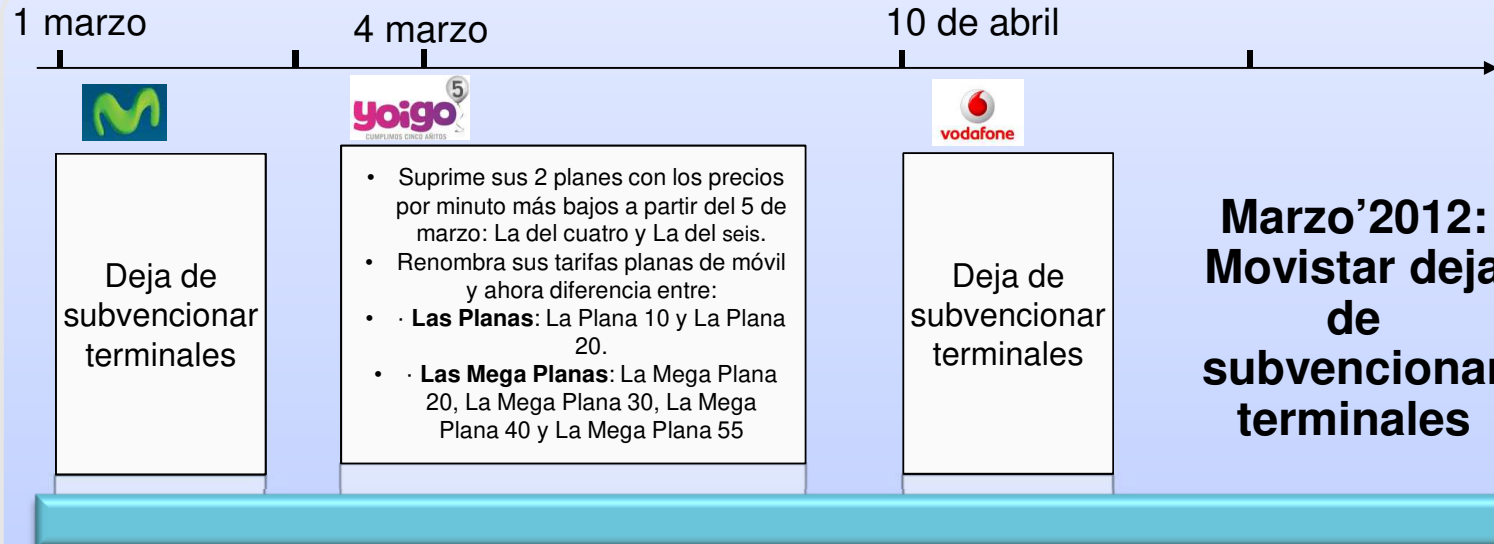 1 marzo
4 marzo
10 de abril
5
yoigo
CUMPLIMOS CINCO AÑITOS
vodafone
Deja de
subvencionar
terminales
• Suprime sus 2 planes con los precios
por minuto más bajos a partir del 5 de
marzo: La del cuatro y La del seis.
• Renombra sus tarifas planas de móvil
y ahora diferencia entre:
• · Las Planas: La Plana 10 y La Plana
20.
• · Las Mega Planas: La Mega Plana
20, La Mega Plana 30, La Mega
Plana 40 y La Mega Plana 55
Deja de
subvencionar
terminales
Marzo’2012:
Movistar deja
de
subvencionar
terminales